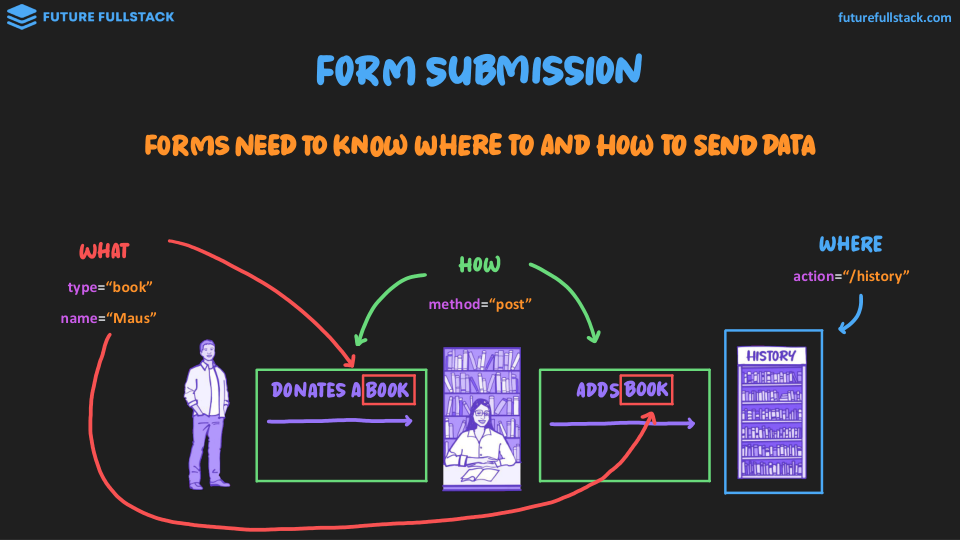 FUTURE FULLSTACK
futurefullstack.com
FORM SUBMISSION
FORMS NEED TO KNOW WHERE TO AND HOW TO SEND DATA
WHAT
type=“book”
name=“Maus”
HOW
method=“post”
WHERE
action=“/history”
DONATES A BOOK
ADDS BOOK
HISTORY